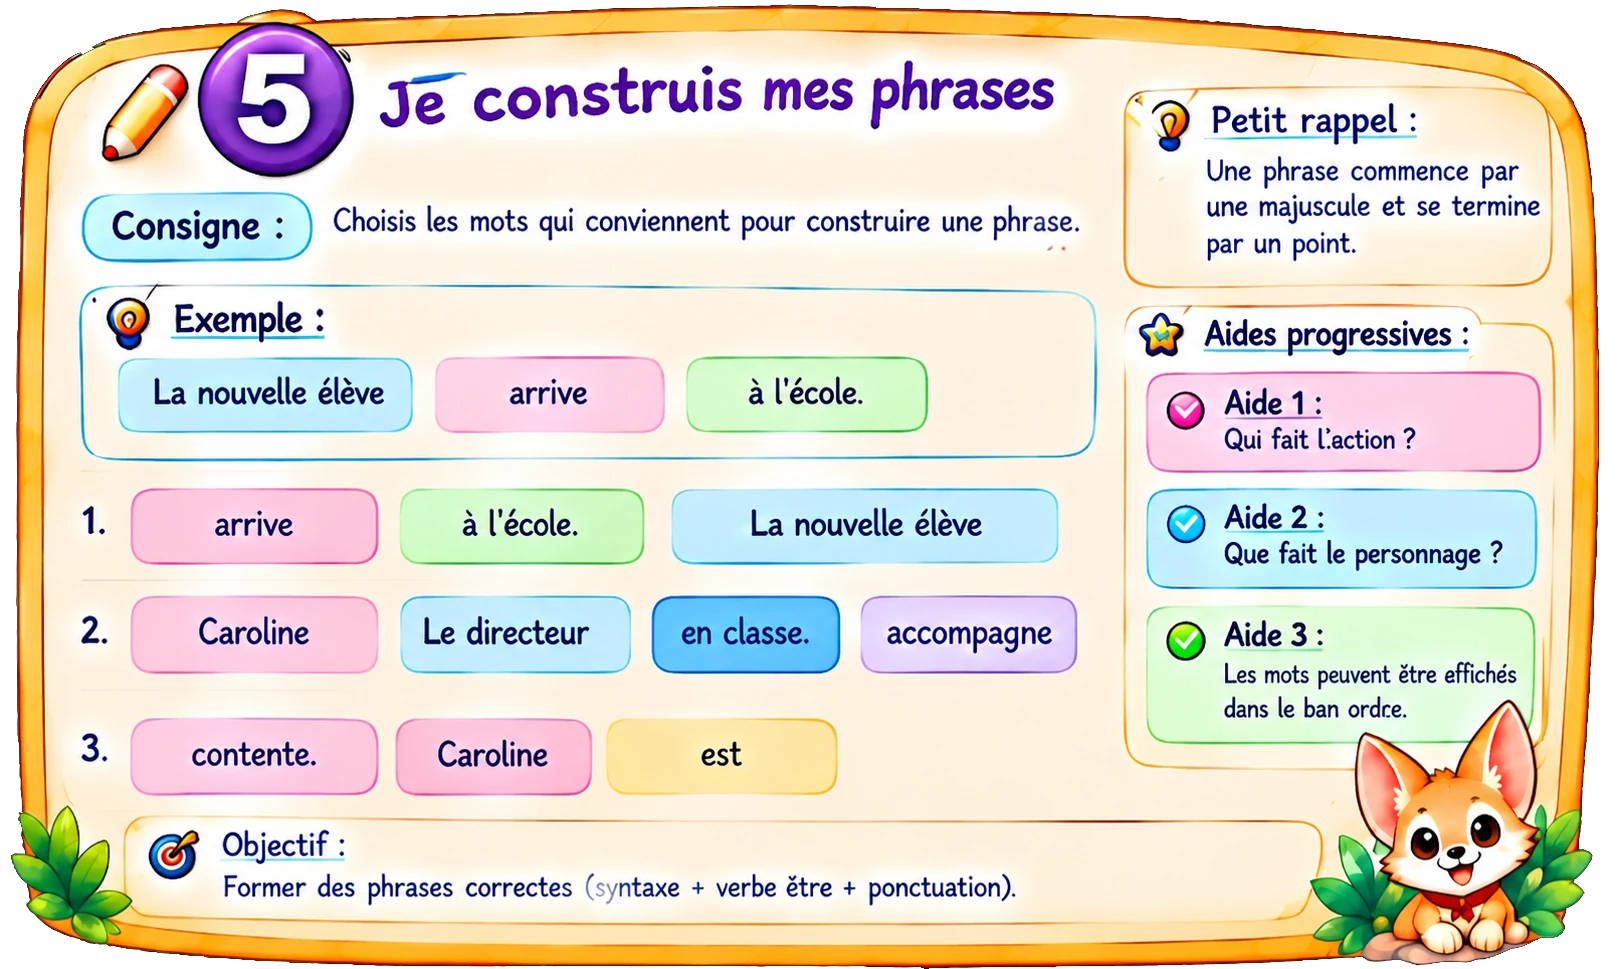 5
Je construis mes phrases
Consigne :
Choisis les mots qui conviennent pour construire une phrase.
Exemple :
La nouvelle élève
arrive
à l'école.
1.
arrive
à l'école.
La nouvelle élève
2.
Caroline
Le directeur
en classe.
accompagne
3.
contente.
Caroline
est
Petit rappel :
Une phrase commence par
une majuscule et se termine
par un point.
Aides progressives :
Aide 1 :
Qui fait l'action ?
Aide 2 :
Que fait le personnage ?
Aide 3 :
Les mots peuvent être effichés
dans le ban ordre.
Objectif :
Former des phrases correctes (syntaxe + verbe être + ponctuation).